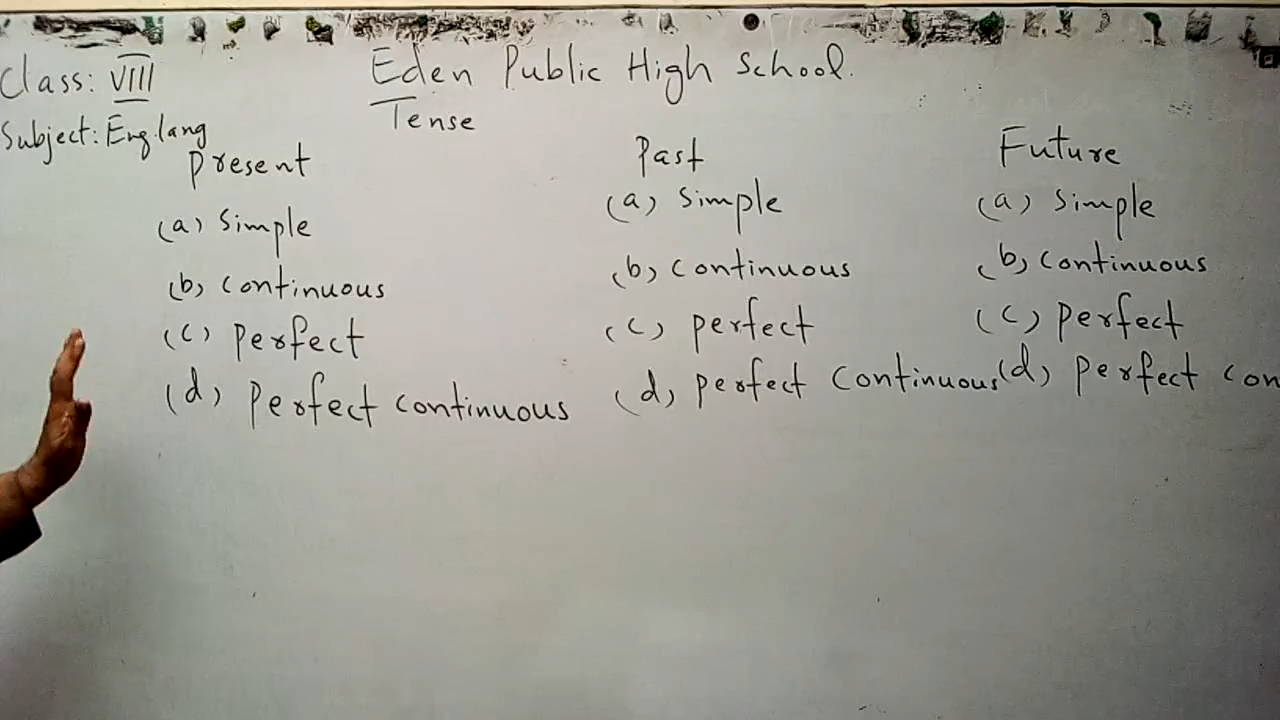 Class: VIII
Eden Public High School.
Subject: Eng.lang
Tense
Present
(a) Simple
(b) continuous
(c) perfect
(d) perfect continuous
Past
(a) simple
(b) continuous
(c) perfect
(d) perfect continuous
Future
(a) simple
(b) continuous
(c) perfect
(d) perfect con